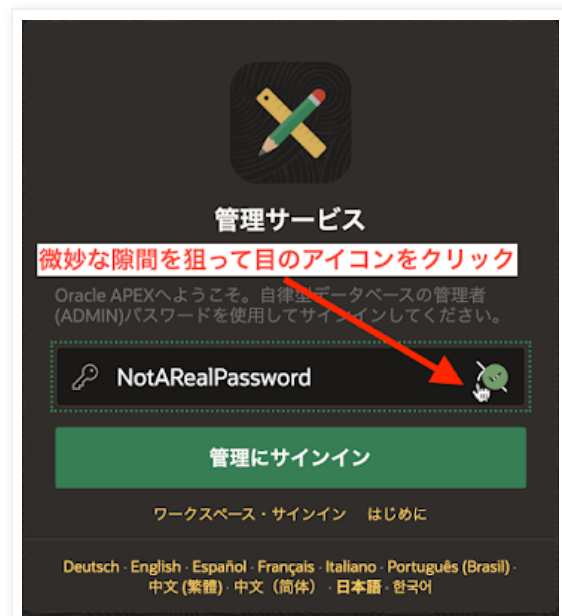 管理サービス
微妙な隙間を狙って目のアイコンをクリック
Oracle APEXへようこそ。自律型データベースの管理者
(ADMIN)パスワードを使用してサインインしてください。
NotARealPassword
管理にサインイン
ワークスペース・サインイン はじめに
Deutsch · English · Español · Français · Italiano · Português (Brasil) ·
中文 (繁體) · 中文（简体） · 日本語 · 한국어